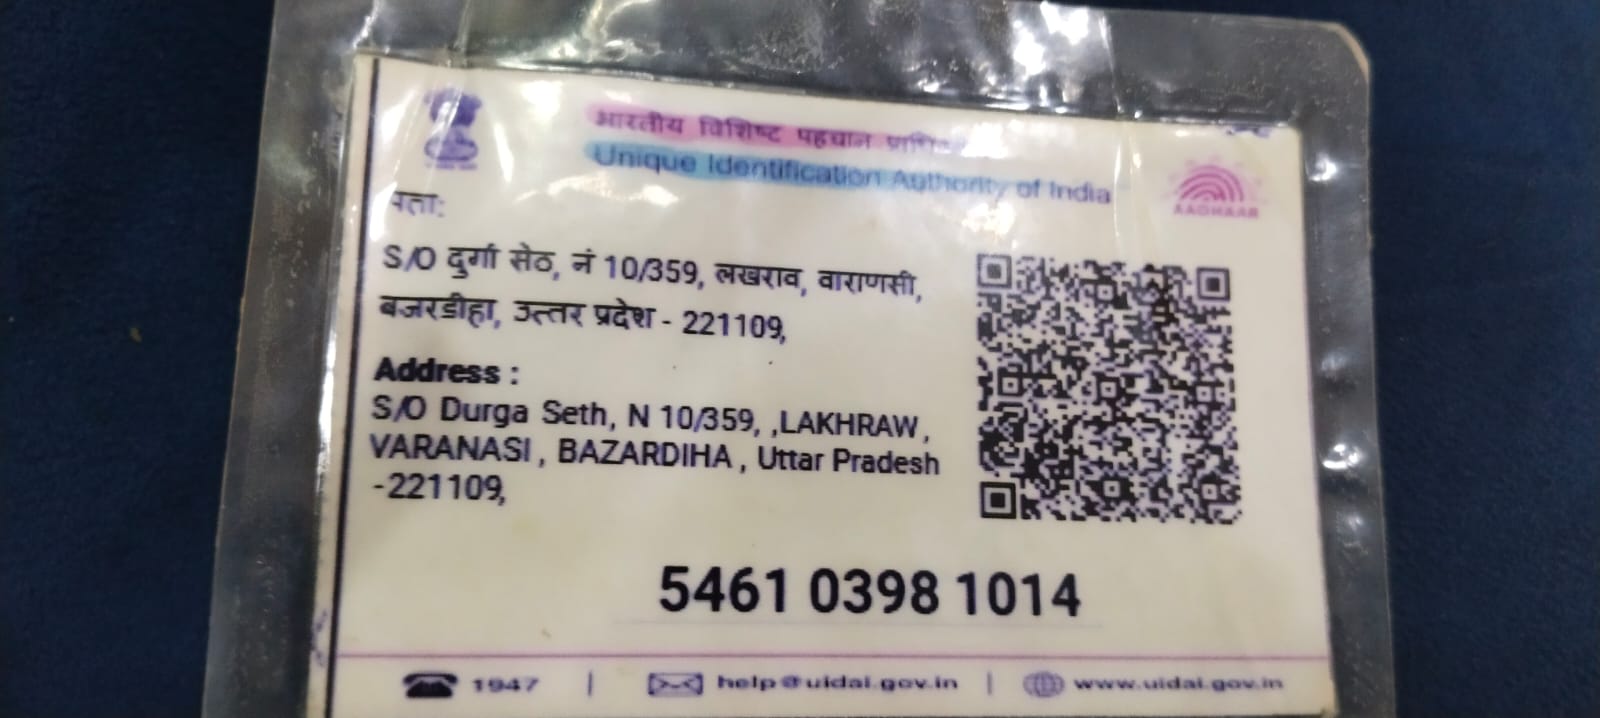 भारतीय विशिष्ट पहचान
Unique Identification Authority of India
AADHAAR
पता:
S/O दुर्गा सेठ, नं 10/359, लखराव, वाराणसी,
बजरडीहा, उत्तर प्रदेश - 221109,
Address :
S/O Durga Seth, N 10/359, ,LAKHRAW,
VARANASI, BAZARDIHA, Uttar Pradesh
-221109,
5461 0398 1014
1947 | help@uidai.gov.in | www.uidai.gov.in